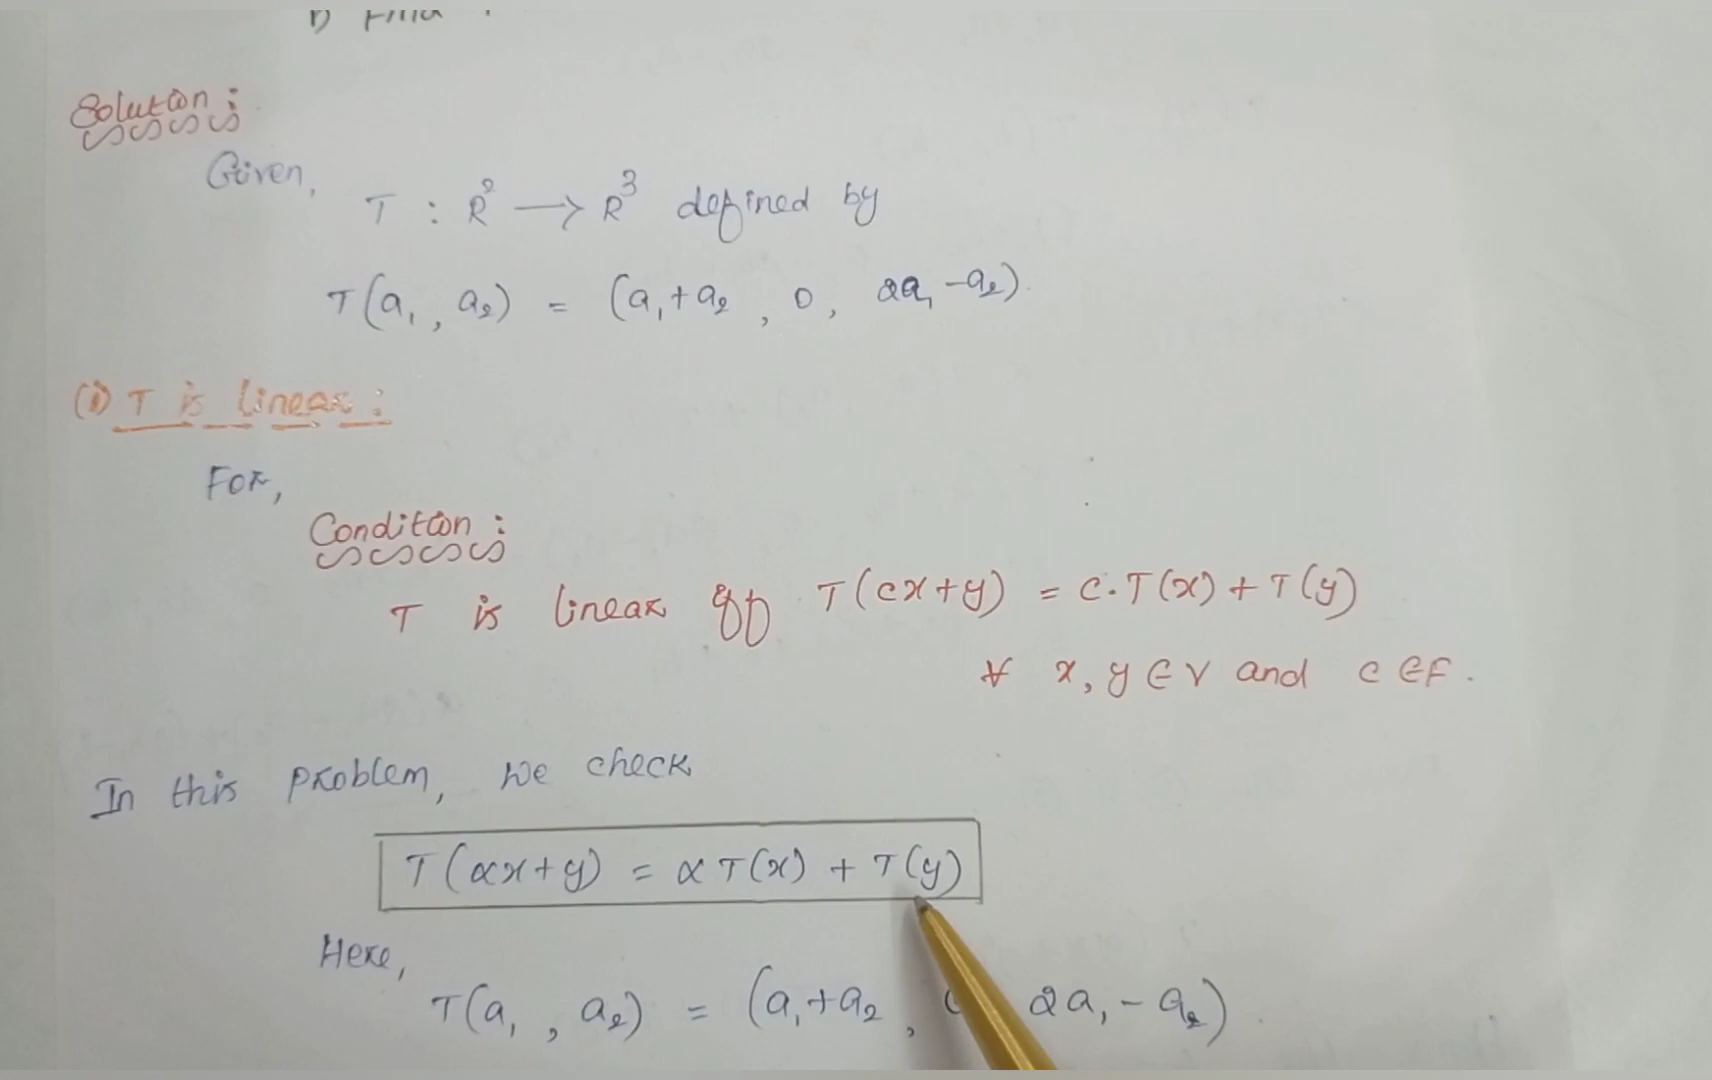 Solution:
Given,
T : R² → R³ defined by
T(a₁, a₂) = (a₁+a₂, 0, 2a₁-a₂).
(i) T is linear:
For,
Condition:
T is linear iff T(cx+y) = c.T(x) + T(y)
∀ x, y ∈ V and c ∈ F.
In this problem, we check
T(αx+y) = αT(x) + T(y)
Here,
T(a₁, a₂) = (a₁+a₂, 2a₁-a₂)